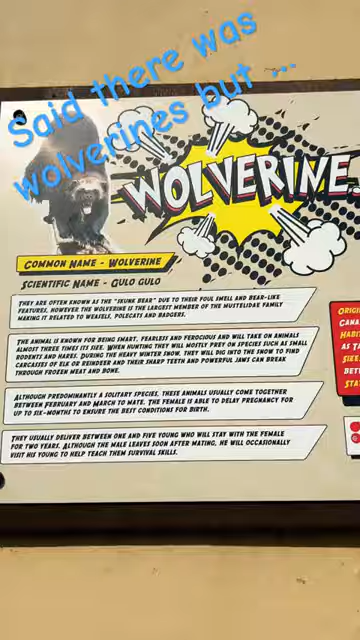 Said there was
wolverines but ...
WOLVERINE
COMMON NAME - WOLVERINE
SCIENTIFIC NAME - GULO GULO
THEY ARE OFTEN KNOWN AS THE "SKUNK BEAR" DUE TO THEIR FOUL SMELL AND BEAR-LIKE
FEATURES, HOWEVER THE WOLVERINE IS THE LARGEST MEMBER OF THE MUSTELIDAE FAMILY
MAKING IT RELATED TO WEASELS, POLECATS AND BADGERS.
THE ANIMAL IS KNOWN FOR BEING SMART, FEARLESS AND FEROCIOUS AND WILL TAKE ON ANIMALS
ALMOST THREE TIMES ITS SIZE. WHEN HUNTING THEY WILL MOSTLY PREY ON SPECIES SUCH AS SMALL
RODENTS AND HARES. DURING THE HEAVY WINTER SNOW, THEY WILL DIG INTO THE SNOW TO FIND
CARCASSES OF ELK OR REINDEER AND THEIR SHARP TEETH AND POWERFUL JAWS CAN BREAK
THROUGH FROZEN MEAT AND BONE.
ALTHOUGH PREDOMINANTLY A SOLITARY SPECIES, THESE ANIMALS USUALLY COME TOGETHER
BETWEEN FEBRUARY AND MARCH TO MATE. THE FEMALE IS ABLE TO DELAY PREGNANCY FOR
UP TO SIX-MONTHS TO ENSURE THE BEST CONDITIONS FOR BIRTH.
THEY USUALLY DELIVER BETWEEN ONE AND FIVE YOUNG WHO WILL STAY WITH THE FEMALE
FOR TWO YEARS. ALTHOUGH THE MALE LEAVES SOON AFTER MATING, HE WILL OCCASIONALLY
VISIT HIS YOUNG TO HELP TEACH THEM SURVIVAL SKILLS.
ORIGI
CANA
AS T
BET
STAT